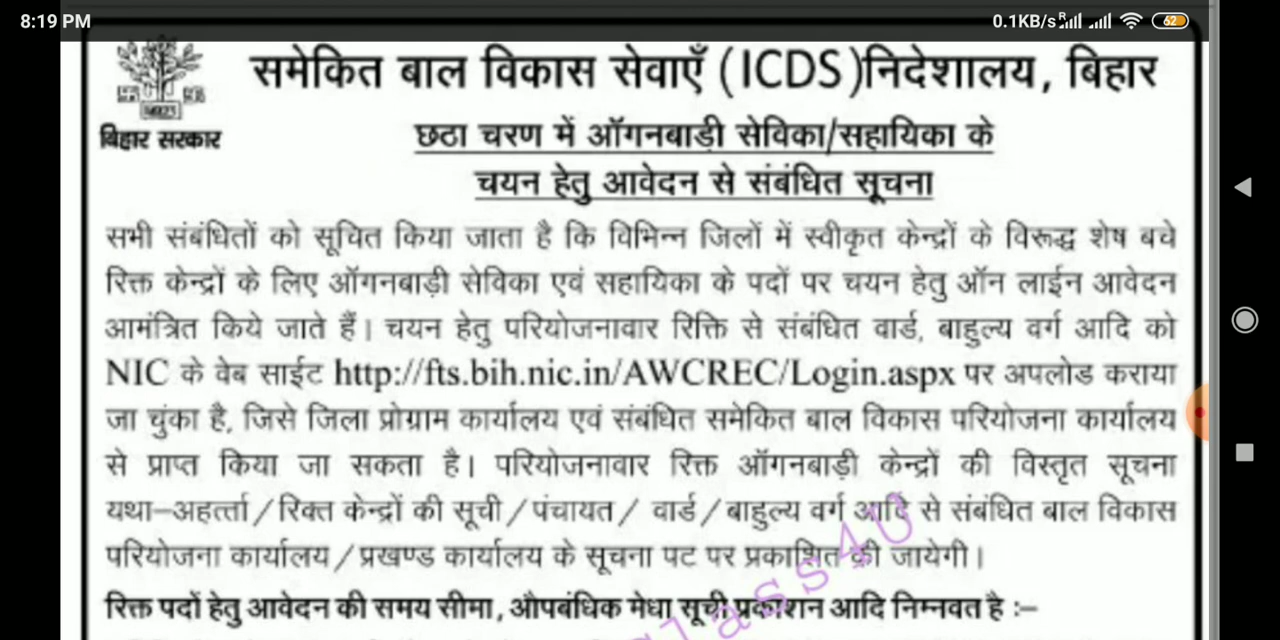 8:19 PM
0.1KB/s
R
62
समेकित बाल विकास सेवाएँ (ICDS)निदेशालय, बिहार
बिहार सरकार
छठा चरण में ऑगनबाड़ी सेविका/सहायिका के
चयन हेतु आवेदन से संबंधित सूचना
सभी संबंधितों को सूचित किया जाता है कि विभिन्न जिलों में स्वीकृत केन्द्रों के विरूद्ध शेष बचे
रिक्त केन्द्रों के लिए ऑगनबाड़ी सेविका एवं सहायिका के पदों पर चयन हेतु ऑन लाईन आवेदन
आमंत्रित किये जाते हैं। चयन हेतु परियोजनावार रिक्ति से संबंधित वार्ड, बाहुल्य वर्ग आदि को
NIC के वेब साईट http://fts.bih.nic.in/AWCREC/Login.aspx पर अपलोड कराया
जा चुंका है, जिसे जिला प्रोग्राम कार्यालय एवं संबंधित समेकित बाल विकास परियोजना कार्यालय
से प्राप्त किया जा सकता है। परियोजनावार रिक्त ऑगनबाड़ी केन्द्रों की विस्तृत सूचना
यथा–अहर्त्ता/रिक्त केन्द्रों की सूची/पंचायत/ वार्ड/बाहुल्य वर्ग आदि से संबंधित बाल विकास
परियोजना कार्यालय/प्रखण्ड कार्यालय के सूचना पट पर प्रकाशित की जायेगी।
रिक्त पदों हेतु आवेदन की समय सीमा, औपबंधिक मेधा सूची प्रकाशन आदि निम्नवत है :–
glass4U